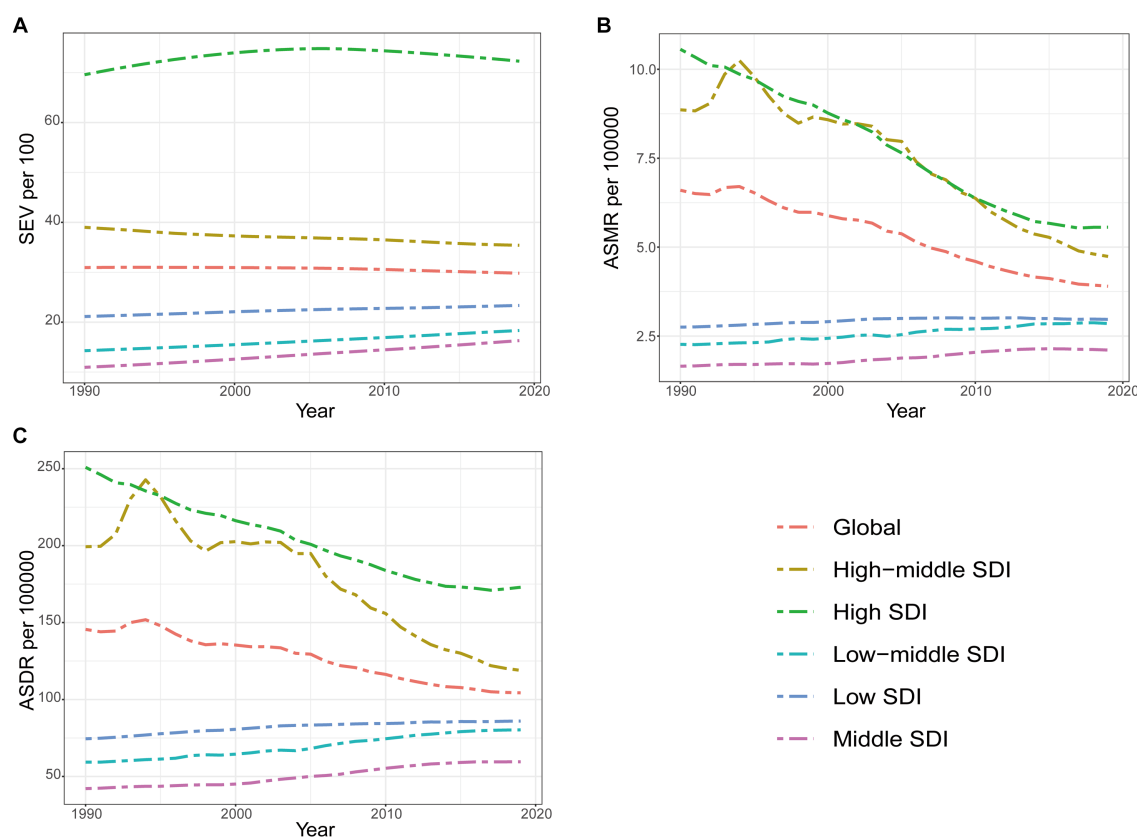 A
SEV per 100
60
40
20
1990
2000
2010
2020
Year
B
ASMR per 100000
10.0
7.5
5.0
2.5
1990
2000
2010
2020
Year
C
ASDR per 100000
250
200
150
100
50
1990
2000
2010
2020
Year
Global
High−middle SDI
High SDI
Low−middle SDI
Low SDI
Middle SDI